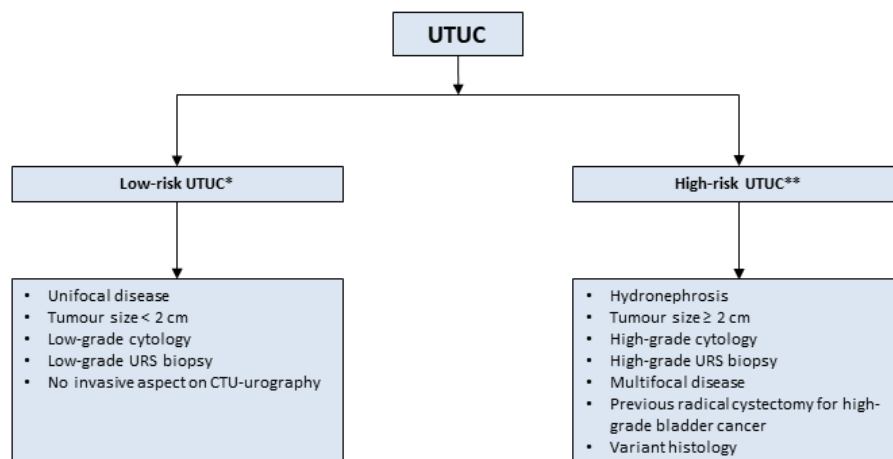 UTUC
Low-risk UTUC*
High-risk UTUC**
• Unifocal disease
• Tumour size < 2 cm
• Low-grade cytology
• Low-grade URS biopsy
• No invasive aspect on CTU-urography
• Hydronephrosis
• Tumour size ≥ 2 cm
• High-grade cytology
• High-grade URS biopsy
• Multifocal disease
• Previous radical cystectomy for high-
grade bladder cancer
• Variant histology